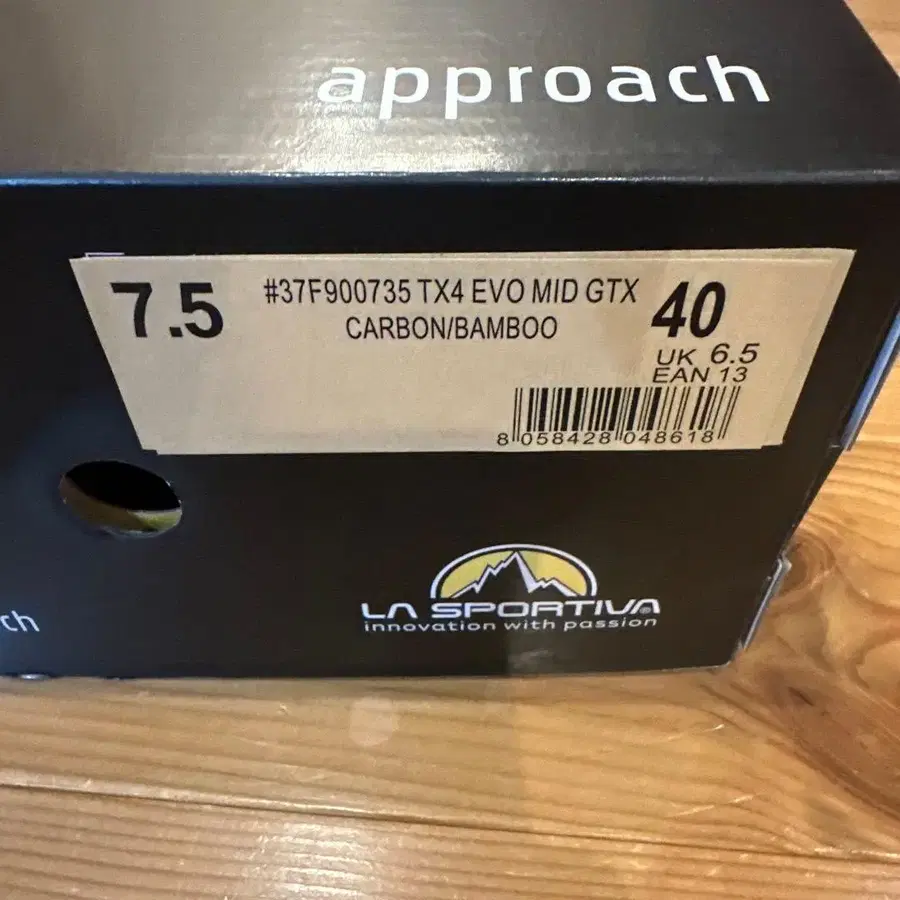 approach
7.5
#37F900735 TX4 EVO MID GTX
CARBON/BAMBOO
40
UK 6.5
EAN 13
8 058428 048618
LA SPORTIVA®
innovation with passion
ch